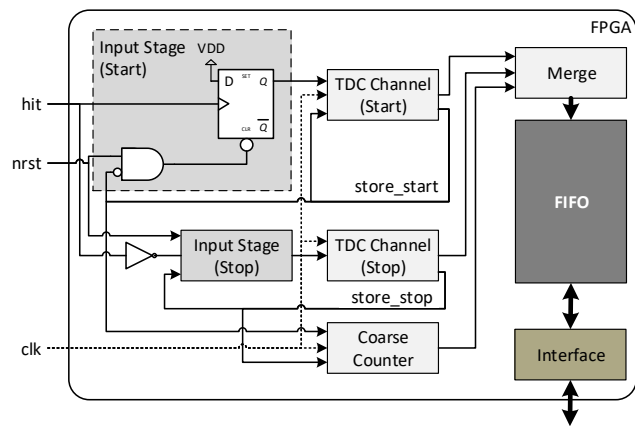 FPGA
Input Stage
(Start)
VDD
D
SET
Q
CLR
Q
hit
nrst
TDC Channel
(Start)
Merge
store_start
FIFO
Input Stage
(Stop)
TDC Channel
(Stop)
store_stop
clk
Coarse
Counter
Interface